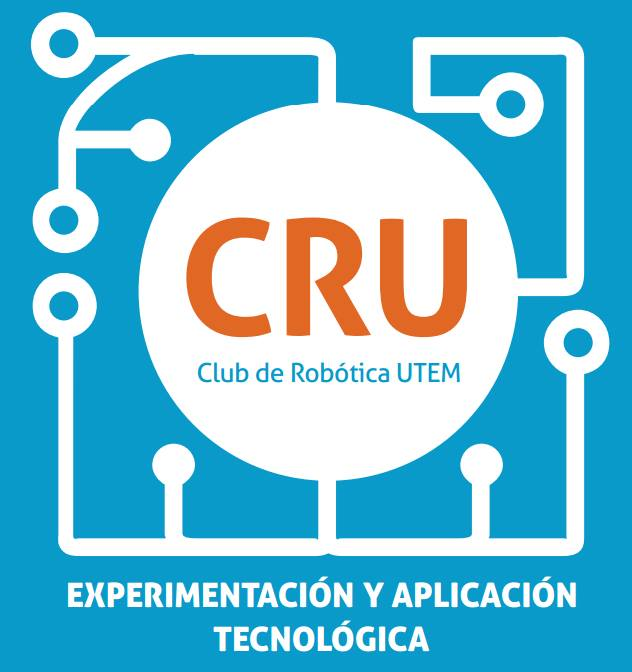 CRU
Club de Robótica UTEM
EXPERIMENTACIÓN Y APLICACIÓN
TECNOLÓGICA